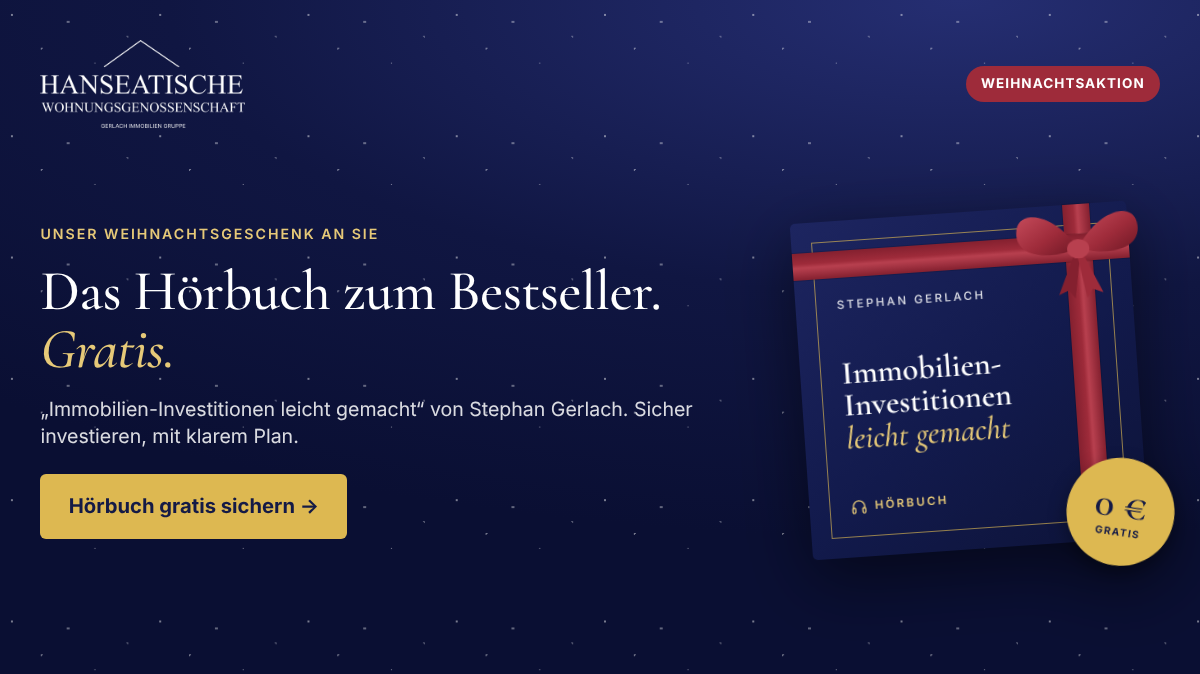 HANSEATISCHE
WOHNUNGSGENOSSENSCHAFT
GERLACH IMMOBILIEN GRUPPE
WEIHNACHTSAKTION
UNSER WEIHNACHTSGESCHENK AN SIE
Das Hörbuch zum Bestseller.
Gratis.
„Immobilien-Investitionen leicht gemacht“ von Stephan Gerlach. Sicher
investieren, mit klarem Plan.
Hörbuch gratis sichern →
STEPHAN GERLACH
Immobilien-
Investitionen
leicht gemacht
HÖRBUCH
0 €
GRATIS